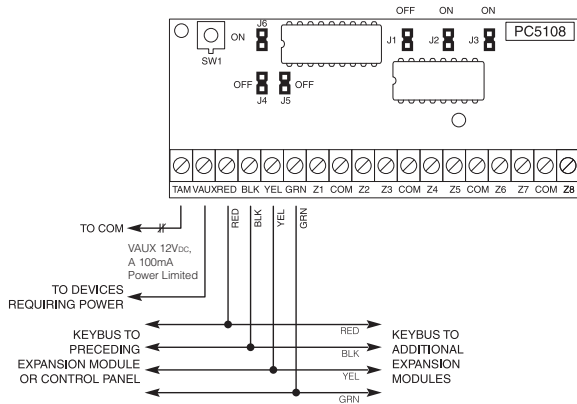 OFF ON ON
J6 PC5108
ON J1 J2 J3
SW1
OFF OFF
J4 J5
TAM VAUX RED BLK YEL GRN Z1 COM Z2 Z3 COM Z4 Z5 COM Z6 Z7 COM Z8
RED BLK YEL GRN
TO COM
VAUX 12VDC,
A 100mA
Power Limited
TO DEVICES
REQUIRING POWER
KEYBUS TO
PRECEDING
EXPANSION MODULE
OR CONTROL PANEL
RED
BLK
YEL
GRN
KEYBUS TO
ADDITIONAL
EXPANSION
MODULES